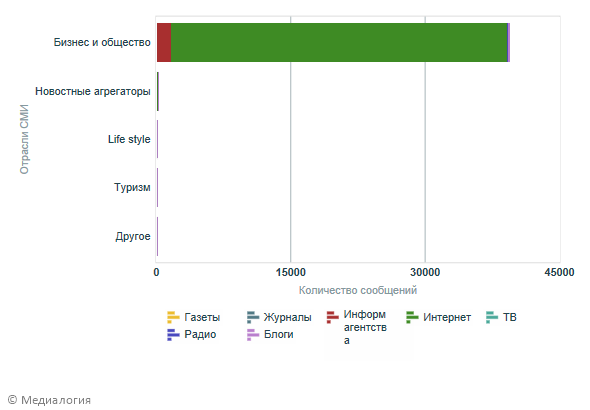 Бизнес и общество
Новостные агрегаторы
Life style
Туризм
Другое
Отрасли СМИ
0 15000 30000 45000
Количество сообщений
Газеты Журналы Информ
агентств
а Интернет ТВ
Радио Блоги
© Медиалогия